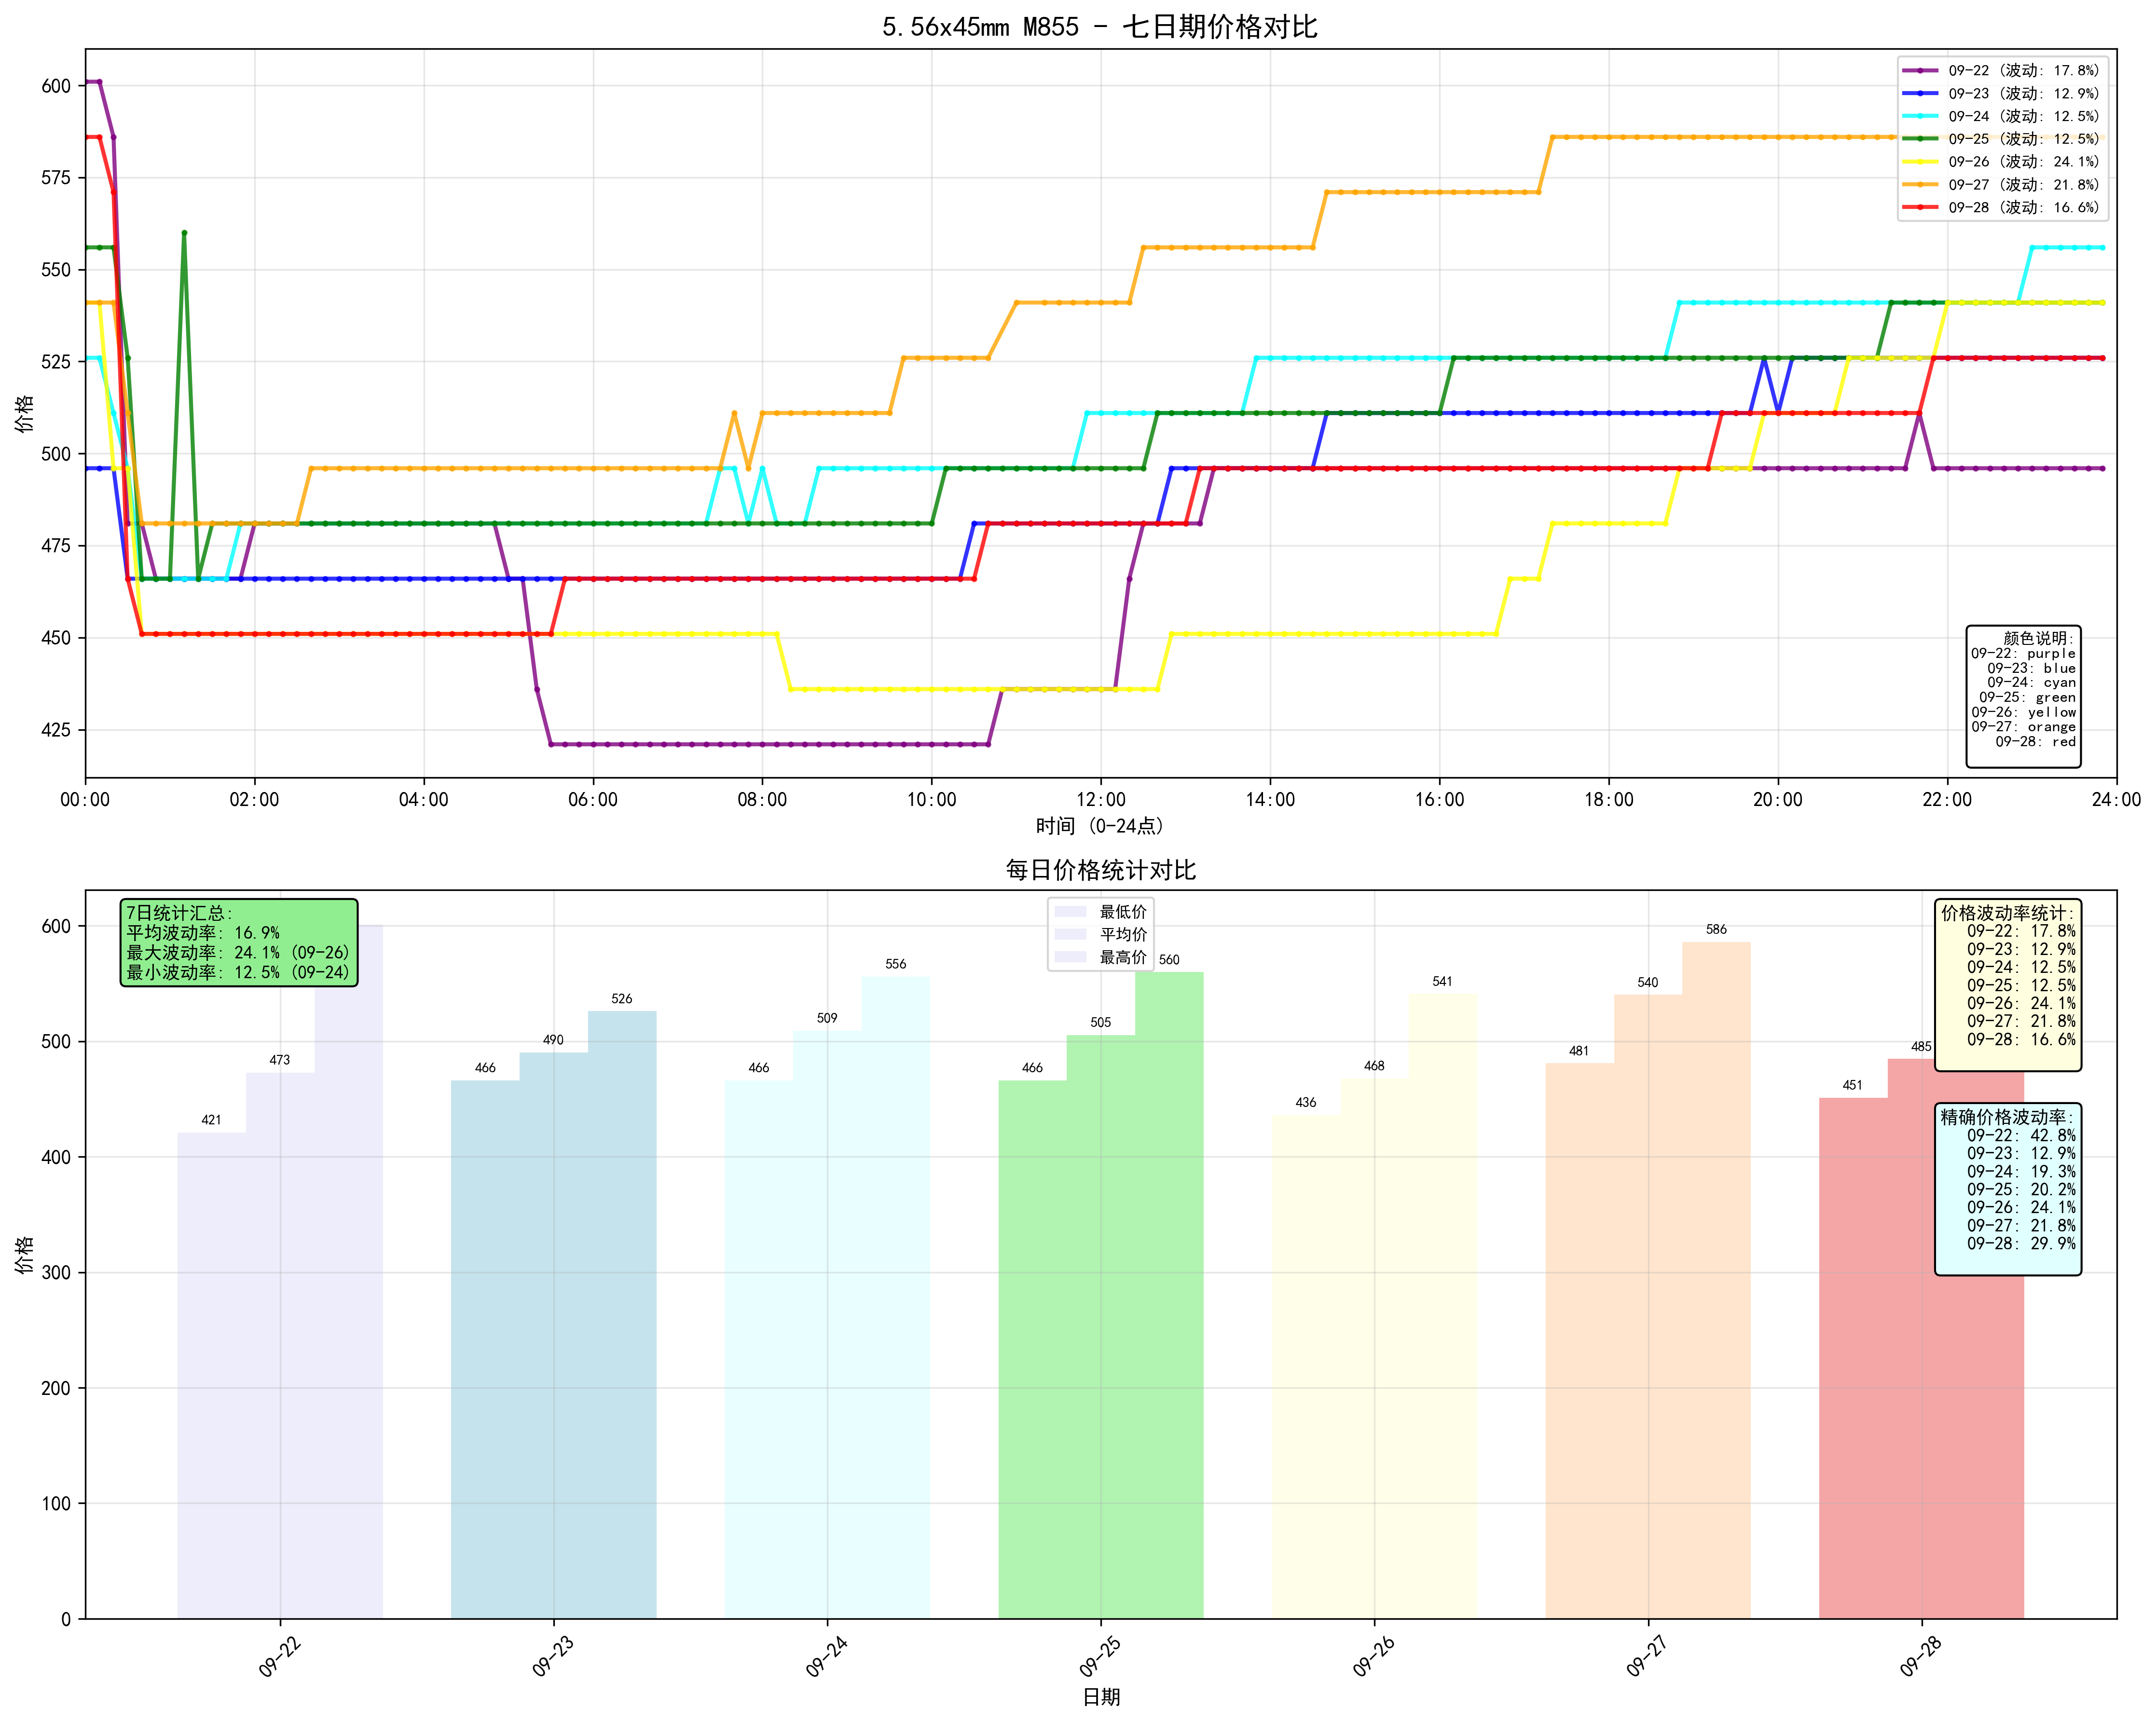 5.56x45mm M855 - 七日期价格对比
价格
600
575
550
525
500
475
450
425
09-22 (波动: 17.8%)
09-23 (波动: 12.9%)
09-24 (波动: 12.5%)
09-25 (波动: 12.5%)
09-26 (波动: 24.1%)
09-27 (波动: 21.8%)
09-28 (波动: 16.6%)
颜色说明:
09-22: purple
09-23: blue
09-24: cyan
09-25: green
09-26: yellow
09-27: orange
09-28: red
00:00 02:00 04:00 06:00 08:00 10:00 12:00 14:00 16:00 18:00 20:00 22:00 24:00
时间 (0-24点)
每日价格统计对比
价格
600
500
400
300
200
100
0
7日统计汇总:
平均波动率: 16.9%
最大波动率: 24.1% (09-26)
最小波动率: 12.5% (09-24)
最低价
平均价
最高价
421
473
466
490
526
466
509
556
466
505
560
436
468
541
481
540
586
451
485
价格波动率统计:
09-22: 17.8%
09-23: 12.9%
09-24: 12.5%
09-25: 12.5%
09-26: 24.1%
09-27: 21.8%
09-28: 16.6%
精确价格波动率:
09-22: 42.8%
09-23: 12.9%
09-24: 19.3%
09-25: 20.2%
09-26: 24.1%
09-27: 21.8%
09-28: 29.9%
09-22 09-23 09-24 09-25 09-26 09-27 09-28
日期